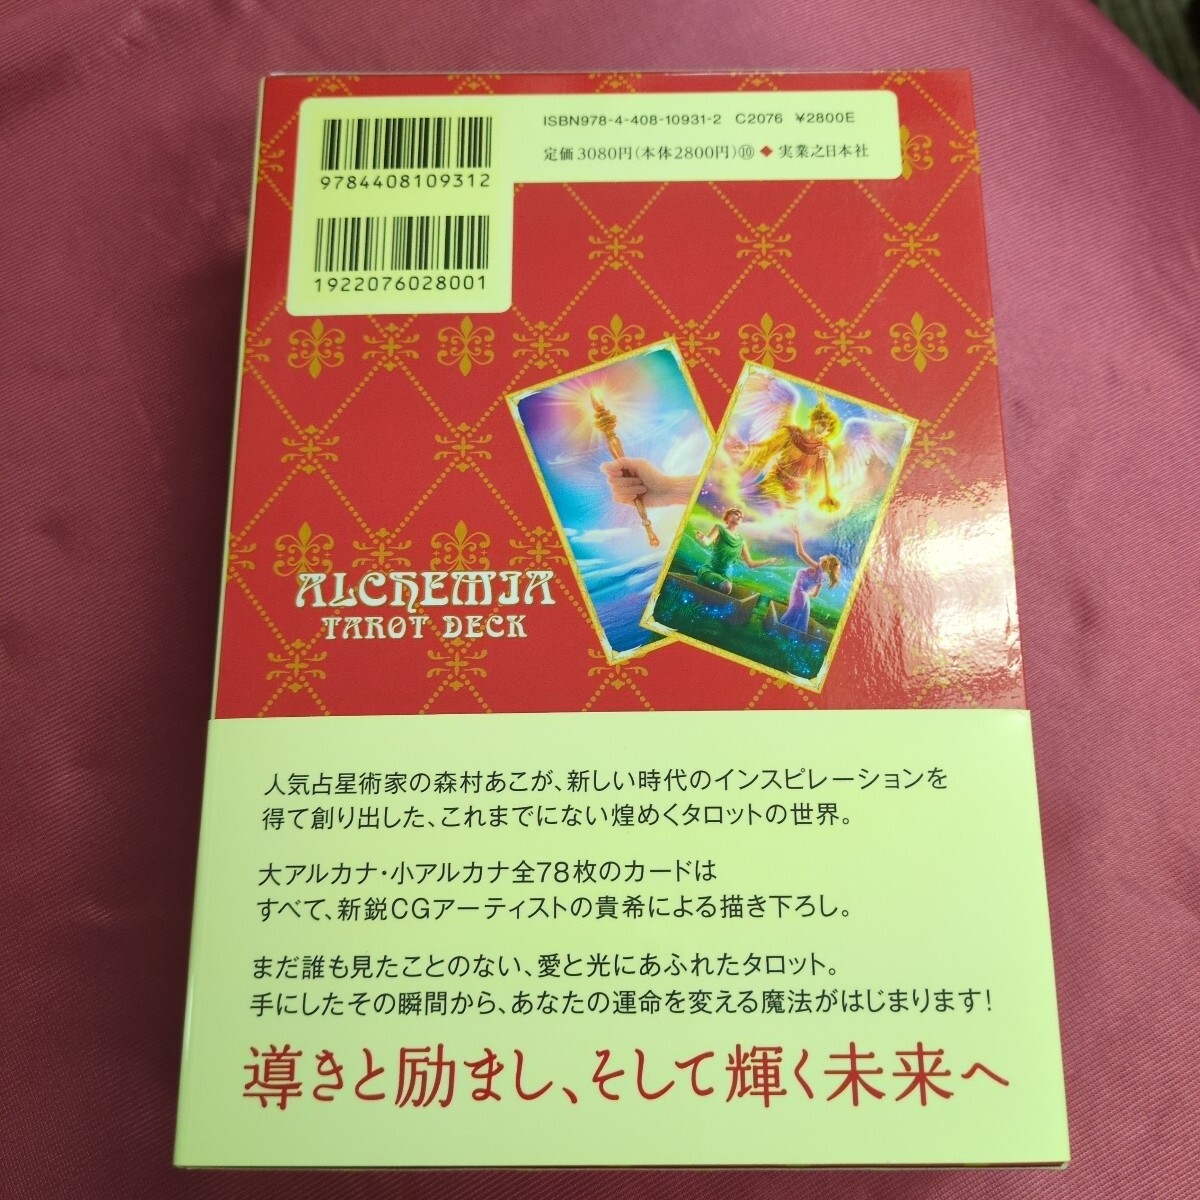 ISBN978-4-408-10931-2 C2076 ¥2800E
定価3080円(本体2800円)⑩ ◆ 実業之日本社
9784408109312
1922076028001
ALCHEMIA
TAROT DECK
人気占星術家の森村あこが、新しい時代のインスピレーションを
得て創り出した、これまでにない煌めくタロットの世界。
大アルカナ・小アルカナ全78枚のカードは
すべて、新鋭CGアーティストの貴希による描き下ろし。
まだ誰も見たことのない、愛と光にあふれたタロット。
手にしたその瞬間から、あなたの運命を変える魔法がはじまります!
導きと励まし、そして輝く未来へ